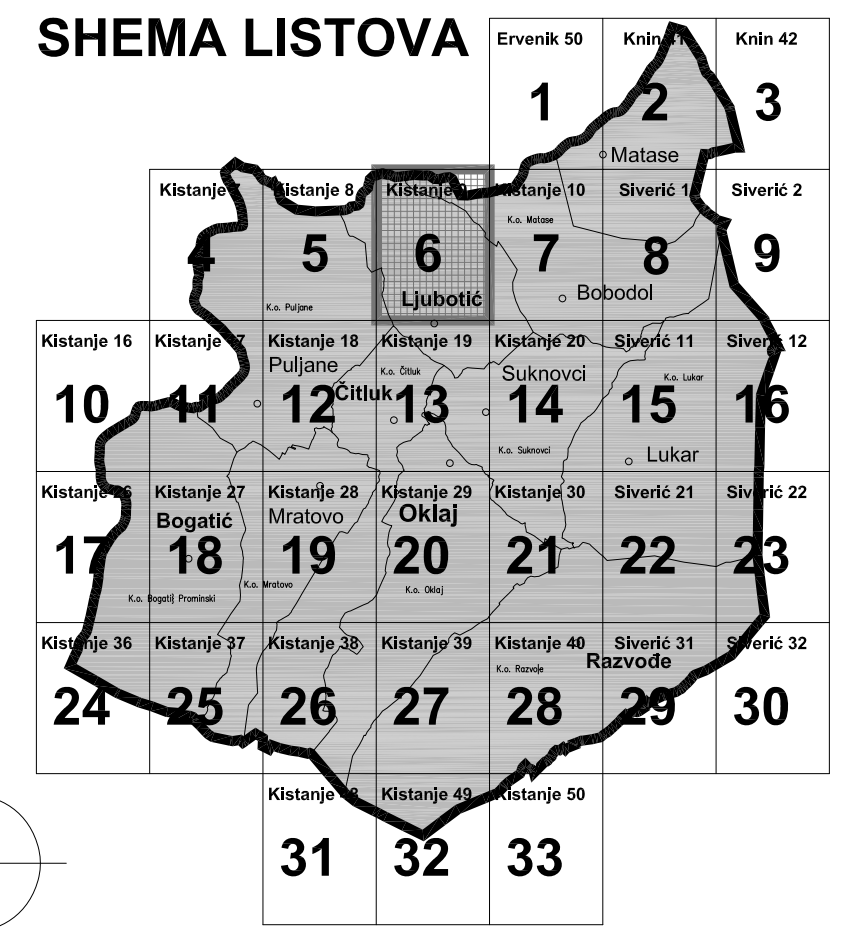 SHEMA LISTOVA
Ervenik 50 Knin 41 Knin 42
1 2 3
Matase
Kistanje 7 Kistanje 8 Kistanje 9 Kistanje 10 Siverić 1 Siverić 2
K.o. Matase
4 5 6 7 8 9
Ljubotić Bobodol
K.o. Puljane
Kistanje 16 Kistanje 17 Kistanje 18 Kistanje 19 Kistanje 20 Siverić 11 Siverić 12
Puljane K.o. Čitluk Suknovci K.o. Lukar
Čitluk
10 11 12 13 14 15 16
K.o. Suknovci Lukar
Kistanje 26 Kistanje 27 Kistanje 28 Kistanje 29 Kistanje 30 Siverić 21 Siverić 22
Bogatić Mratovo Oklaj
17 18 19 20 21 22 23
K.o. Mratovo K.o. Oklaj
K.o. Bogatić Prominski
Kistanje 36 Kistanje 37 Kistanje 38 Kistanje 39 Kistanje 40 Siverić 31 Siverić 32
K.o. Razvođe Razvođe
24 25 26 27 28 29 30
Kistanje 48 Kistanje 49 Kistanje 50
31 32 33